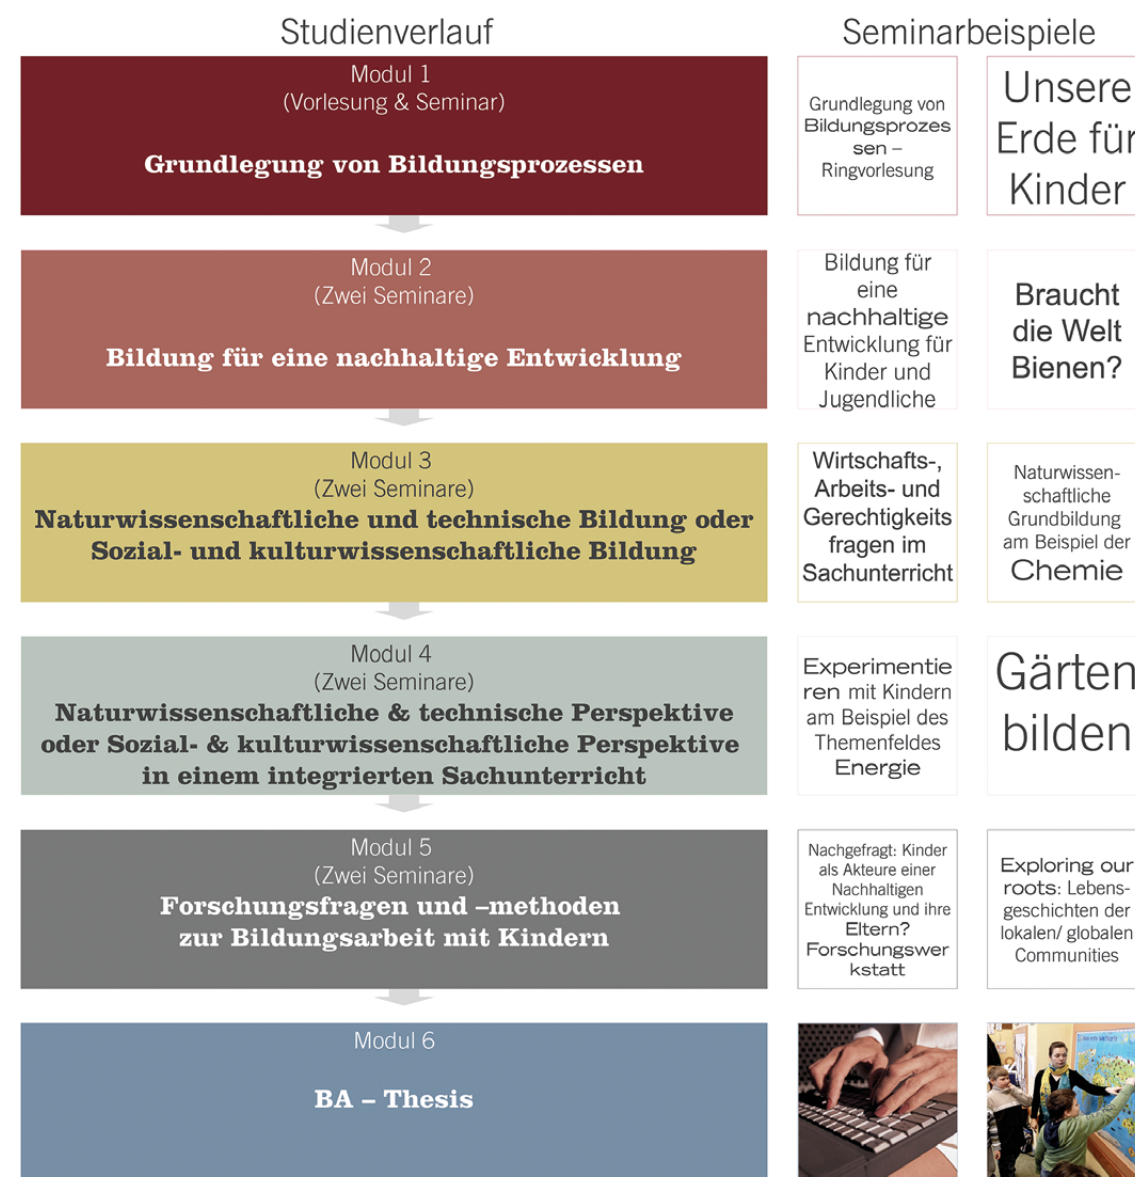 Studienverlauf
Seminarbeispiele
Modul 1
(Vorlesung & Seminar)
Grundlegung von Bildungsprozessen
Grundlegung von
Bildungsprozes
sen –
Ringvorlesung
Unsere
Erde für
Kinder
Modul 2
(Zwei Seminare)
Bildung für eine nachhaltige Entwicklung
Bildung für
eine
nachhaltige
Entwicklung für
Kinder und
Jugendliche
Braucht
die Welt
Bienen?
Modul 3
(Zwei Seminare)
Naturwissenschaftliche und technische Bildung oder
Sozial- und kulturwissenschaftliche Bildung
Wirtschafts-,
Arbeits- und
Gerechtigkeits
fragen im
Sachunterricht
Naturwissen-
schaftliche
Grundbildung
am Beispiel der
Chemie
Modul 4
(Zwei Seminare)
Naturwissenschaftliche & technische Perspektive
oder Sozial- & kulturwissenschaftliche Perspektive
in einem integrierten Sachunterricht
Experimentie
ren mit Kindern
am Beispiel des
Themenfeldes
Energie
Gärten
bilden
Modul 5
(Zwei Seminare)
Forschungsfragen und –methoden
zur Bildungsarbeit mit Kindern
Nachgefragt: Kinder
als Akteure einer
Nachhaltigen
Entwicklung und ihre
Eltern?
Forschungswer
kstatt
Exploring our
roots: Lebens-
geschichten der
lokalen/ globalen
Communities
Modul 6
BA – Thesis